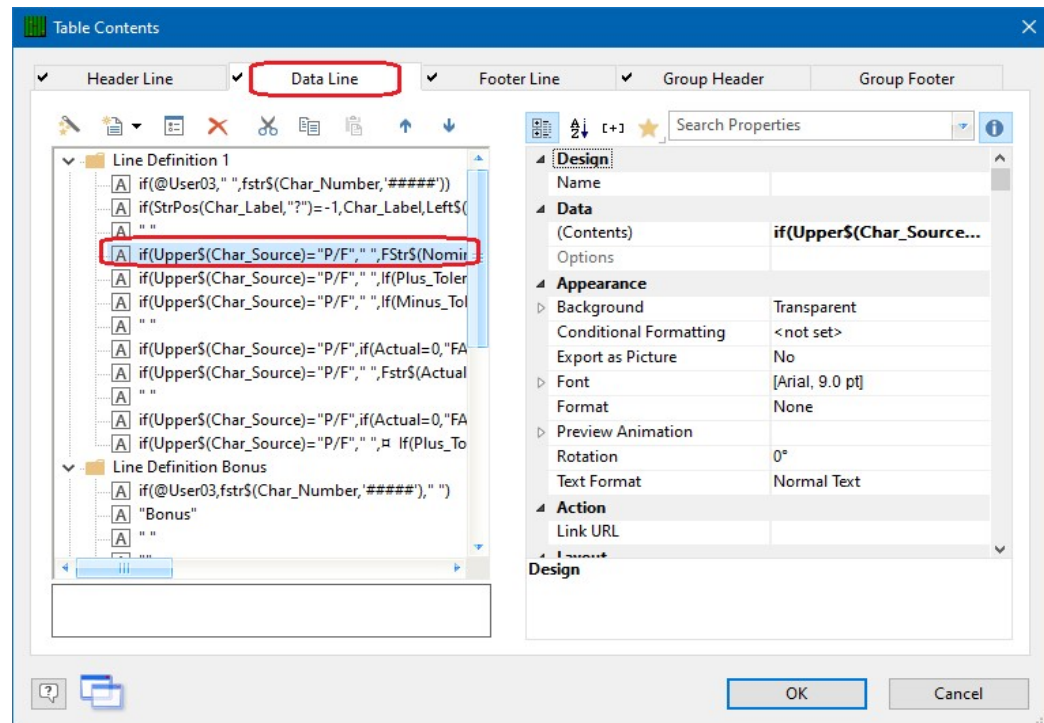 Table Contents
Header Line
Data Line
Footer Line
Group Header
Group Footer
Search Properties
Line Definition 1
if(@User03," ",fstr$(Char_Number,'#####'))
if(StrPos(Char_Label,"?")=-1,Char_Label,Left$(
" "
if(Upper$(Char_Source)="P/F"," ",FStr$(Nomin
if(Upper$(Char_Source)="P/F"," ",If(Plus_Toler
if(Upper$(Char_Source)="P/F"," ",If(Minus_Tol
" "
if(Upper$(Char_Source)="P/F",if(Actual=0,"FA
if(Upper$(Char_Source)="P/F"," ",Fstr$(Actual
" "
if(Upper$(Char_Source)="P/F",if(Actual=0,"FA
if(Upper$(Char_Source)="P/F"," ",¤ If(Plus_To
Line Definition Bonus
if(@User03,fstr$(Char_Number,'#####')," ")
"Bonus"
" "
Design
Name
Data
(Contents) if(Upper$(Char_Source...
Options
Appearance
Background Transparent
Conditional Formatting <not set>
Export as Picture No
Font [Arial, 9.0 pt]
Format None
Preview Animation
Rotation 0°
Text Format Normal Text
Action
Link URL
Layout
Design
OK
Cancel